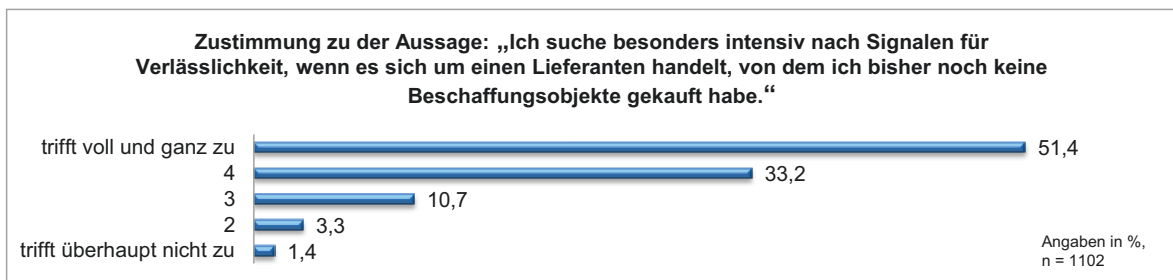 Zustimmung zu der Aussage: „Ich suche besonders intensiv nach Signalen für
Verlässlichkeit, wenn es sich um einen Lieferanten handelt, von dem ich bisher noch keine
Beschaffungsobjekte gekauft habe.“
trifft voll und ganz zu 51,4
4 33,2
3 10,7
2 3,3
trifft überhaupt nicht zu 1,4
Angaben in %,
n = 1102